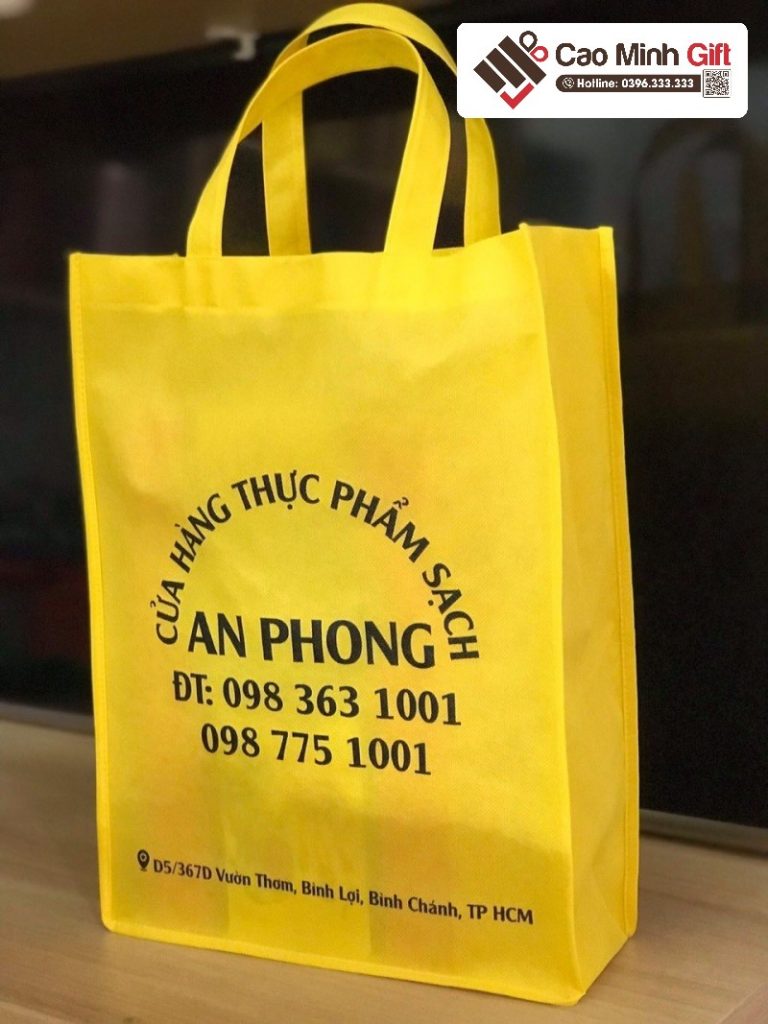 Cao Minh Gift
Hotline: 0396.333.333
CỬA HÀNG THỰC PHẨM SẠCH
AN PHONG
ĐT: 098 363 1001
098 775 1001
D5/367D Vườn Thơm, Bình Lợi, Bình Chánh, TP HCM